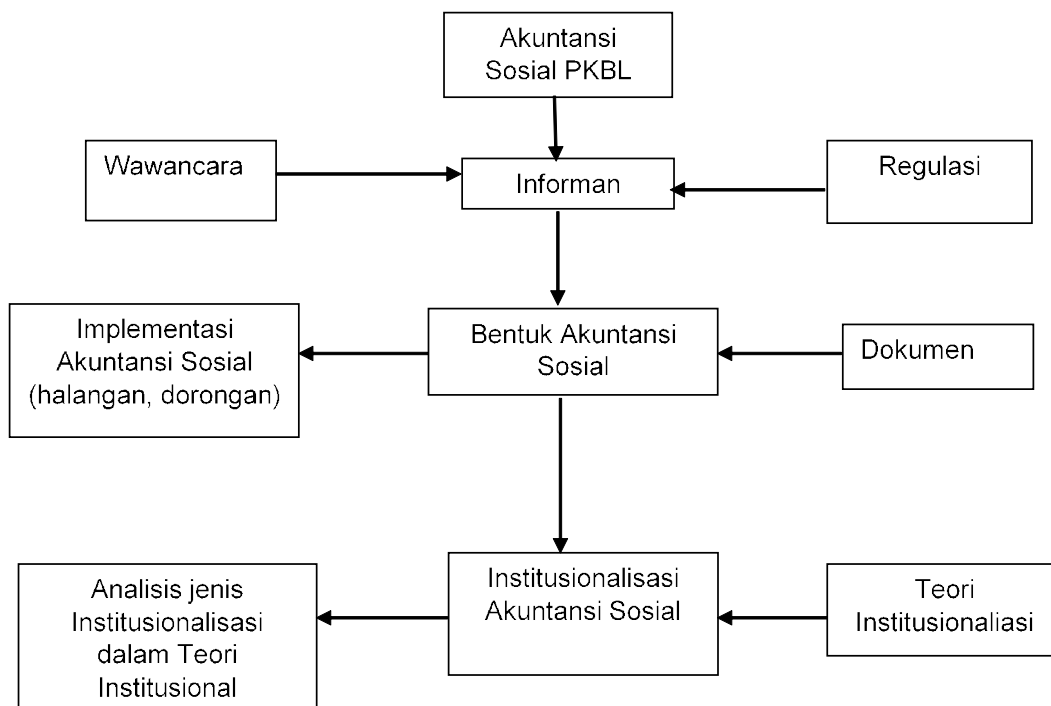 Akuntansi
Sosial PKBL
Wawancara
Informan
Regulasi
Implementasi
Akuntansi Sosial
(halangan, dorongan)
Bentuk Akuntansi
Sosial
Dokumen
Analisis jenis
Institusionalisasi
dalam Teori
Institusional
Institusionalisasi
Akuntansi Sosial
Teori
Institusionaliasi